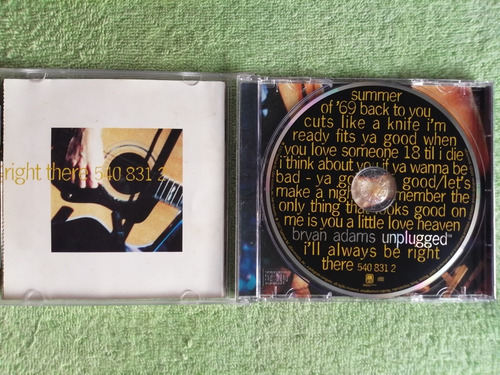 right there 540 831 2
summer
of '69 back to you
cuts like a knife i'm
ready fits ya good when
you love someone 18 til i die
i think about you if ya wanna be
bad - ya g good/let's
make a nig member the
only thing that looks good on
me is you a little love heaven
bryan adams unplugged™
i'll always be right
there 540 831 2